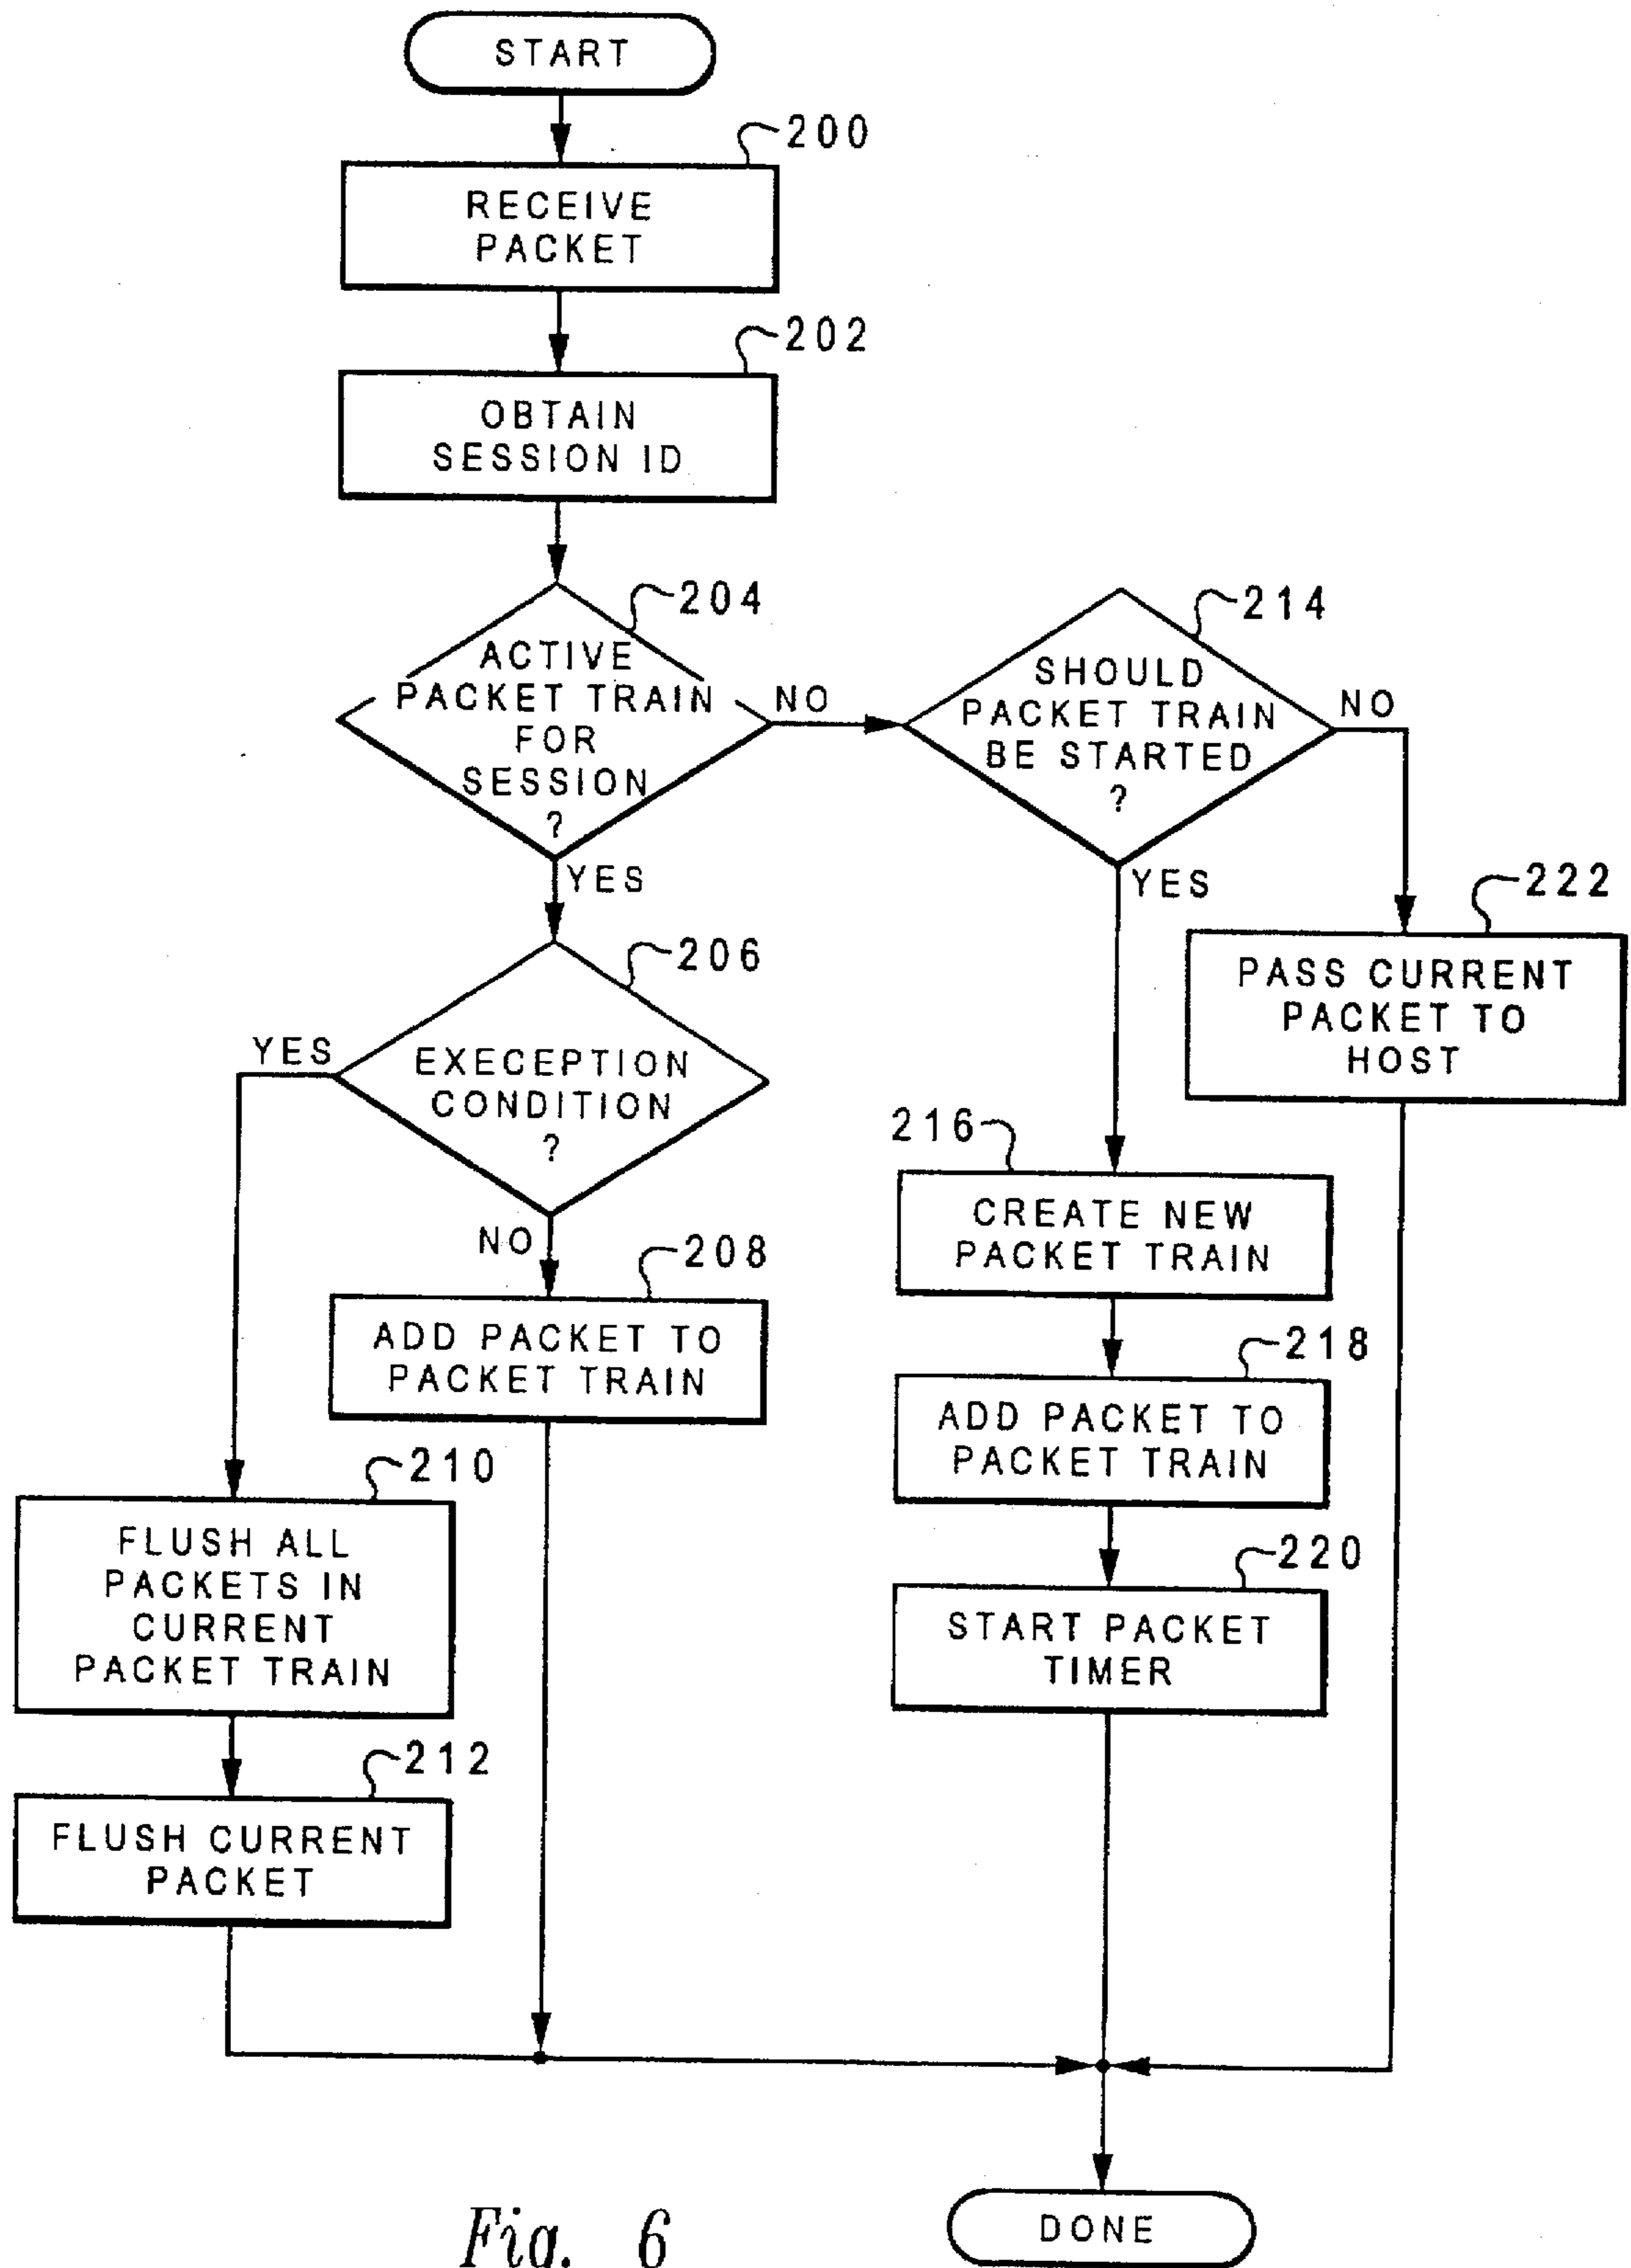 START
200
RECEIVE
PACKET
202
OBTAIN
SESSION ID
204
ACTIVE
PACKET TRAIN
FOR
SESSION
?
NO
YES
214
SHOULD
PACKET TRAIN
BE STARTED
?
NO
YES
222
PASS CURRENT
PACKET TO
HOST
206
EXECEPTION
CONDITION
?
YES
NO
208
ADD PACKET TO
PACKET TRAIN
216
CREATE NEW
PACKET TRAIN
218
ADD PACKET TO
PACKET TRAIN
220
START PACKET
TIMER
210
FLUSH ALL
PACKETS IN
CURRENT
PACKET TRAIN
212
FLUSH CURRENT
PACKET
DONE
Fig. 6